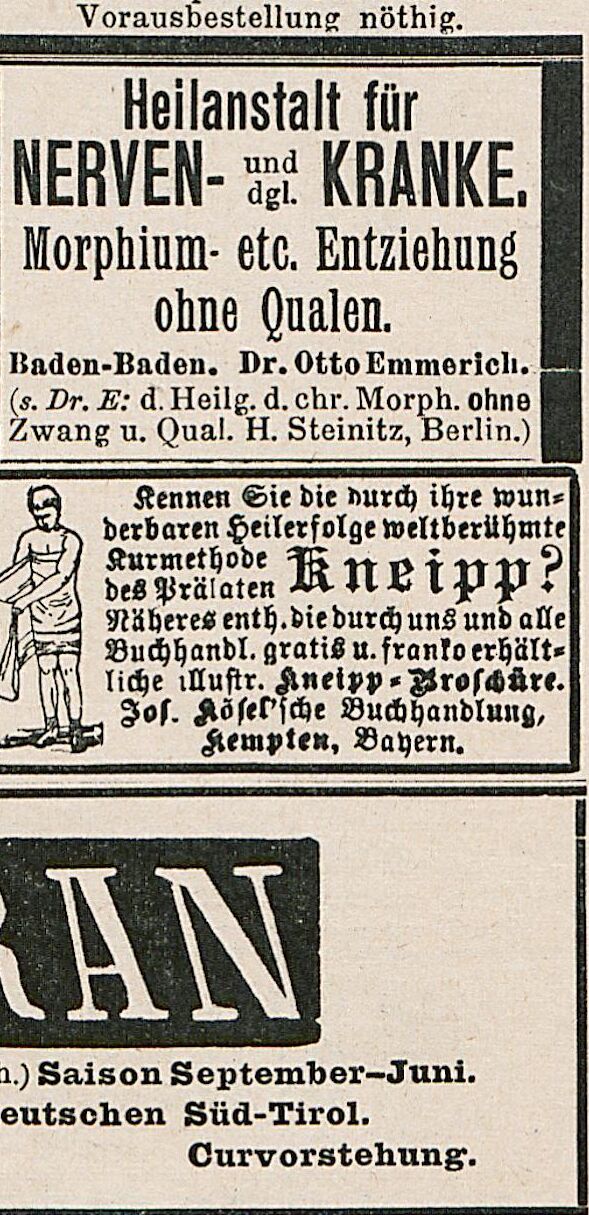 Vorausbestellung nöthig.
Heilanstalt für
NERVEN- und dgl. KRANKE.
Morphium- etc. Entziehung
ohne Qualen.
Baden-Baden. Dr. Otto Emmerich.
(s. Dr. E: d. Heilg. d. chr. Morph. ohne
Zwang u. Qual. H. Steinitz, Berlin.)
Kennen Sie die durch ihre wun-
derbaren Heilerfolge weltberühmte
Kurmethode
des Prälaten Kneipp?
Näheres enth. die durch uns und alle
Buchhandl. gratis u. franko erhält-
liche illustr. Kneipp-Broschüre.
Jos. Kösel'sche Buchhandlung,
Kempten, Bayern.
RAN
h.) Saison September–Juni.
eutschen Süd-Tirol.
Curvorstehung.